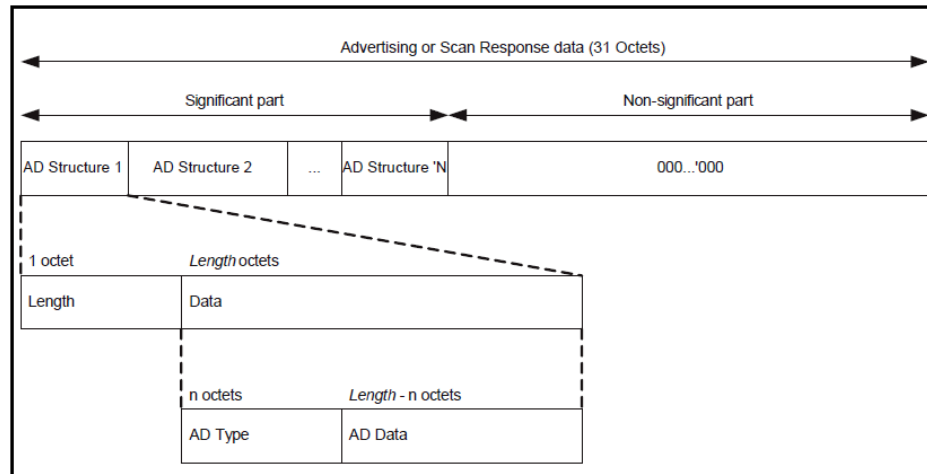 Advertising or Scan Response data (31 Octets)
Significant part Non-significant part
AD Structure 1 AD Structure 2 ... AD Structure 'N 000...'000
1 octet Length octets
Length Data
n octets Length - n octets
AD Type AD Data